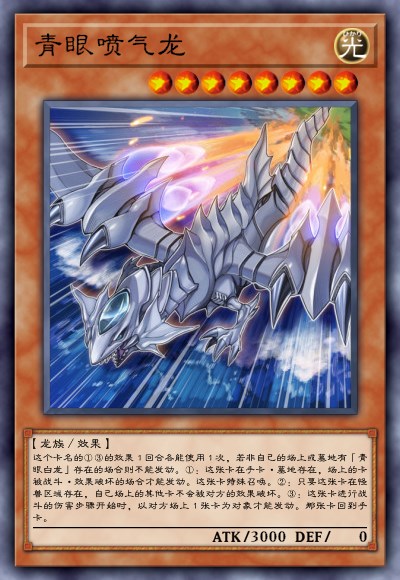 青眼喷气龙
ひかり
光
【龙族／效果】
这个卡名的①③的效果1回合各能使用1次，若非自己的场上或墓地有「青
眼白龙」存在的场合则不能发动。①：这张卡在手卡·墓地存在，场上的卡
被战斗·效果破坏的场合才能发动。这张卡特殊召唤。②：只要这张卡在怪
兽区域存在，自己场上的其他卡不会被对方的效果破坏。③：这张卡进行战
斗的伤害步骤开始时，以对方场上1张卡为对象才能发动。那张卡回到手
卡。
ATK/3000 DEF/ 0